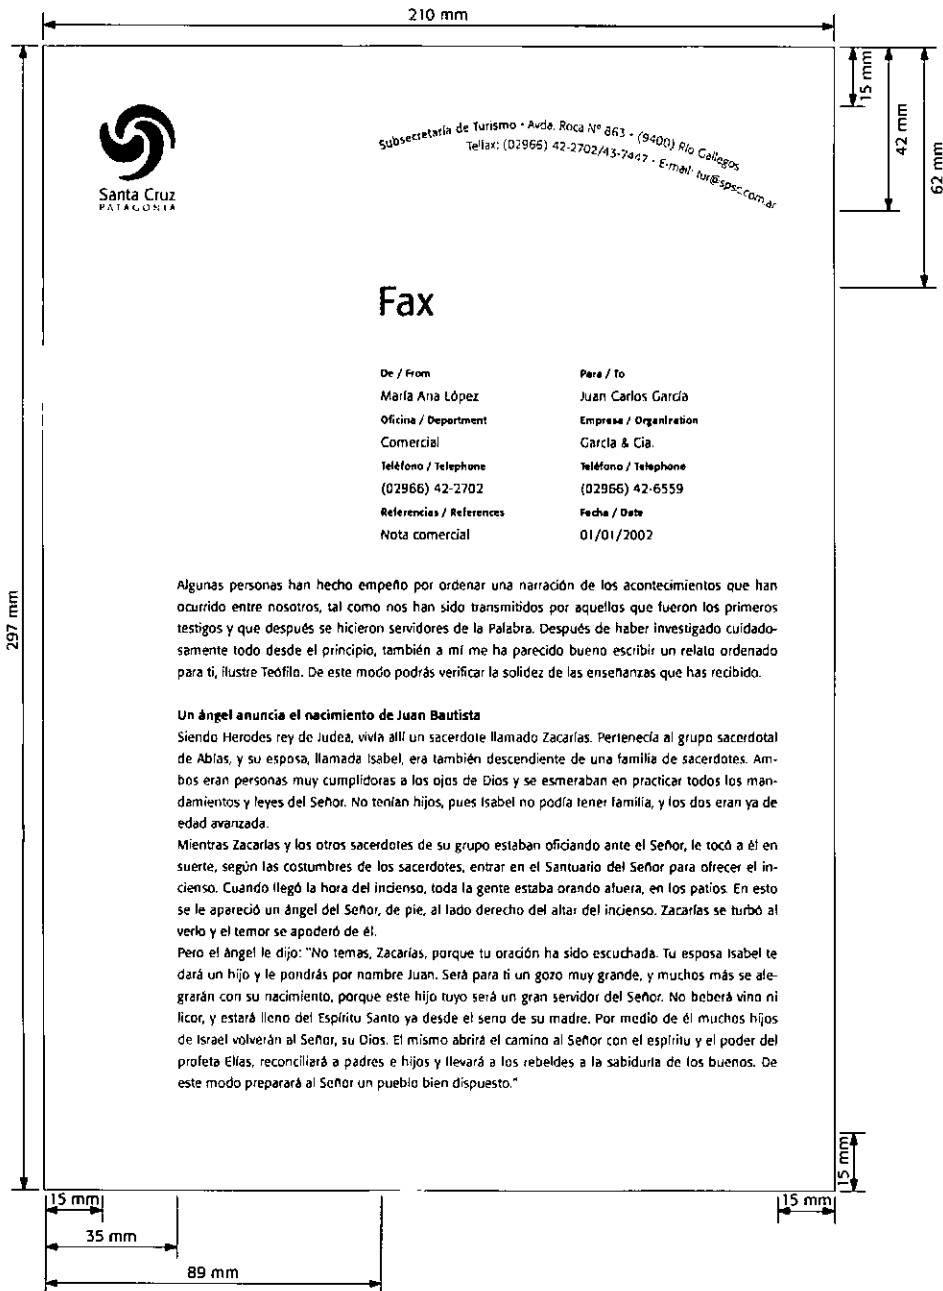 210 mm
15 mm
42 mm
62 mm
297 mm
Santa Cruz
PATAGONIA
Subsecretaría de Turismo • Avda. Roca N° 863 • (9400) Río Gallegos
Telfax: (02966) 42-2702/43-7447 - E-mail: tur@spsc.com.ar
Fax
De / From
María Ana López
Oficina / Department
Comercial
Teléfono / Telephone
(02966) 42-2702
Referencias / References
Nota comercial
Para / To
Juan Carlos García
Empresa / Organization
García & Cia.
Teléfono / Telephone
(02966) 42-6559
Fecha / Date
01/01/2002
Algunas personas han hecho empeño por ordenar una narración de los acontecimientos que han
ocurrido entre nosotros, tal como nos han sido transmitidos por aquellos que fueron los primeros
testigos y que después se hicieron servidores de la Palabra. Después de haber investigado cuidado-
samente todo desde el principio, también a mí me ha parecido bueno escribir un relato ordenado
para ti, ilustre Teófilo. De este modo podrás verificar la solidez de las enseñanzas que has recibido.
Un ángel anuncia el nacimiento de Juan Bautista
Siendo Herodes rey de Judea, vivía allí un sacerdote llamado Zacarías. Pertenecía al grupo sacerdotal
de Abías, y su esposa, llamada Isabel, era también descendiente de una familia de sacerdotes. Am-
bos eran personas muy cumplidoras a los ojos de Dios y se esmeraban en practicar todos los man-
damientos y leyes del Señor. No tenían hijos, pues Isabel no podía tener familia, y los dos eran ya de
edad avanzada.
Mientras Zacarías y los otros sacerdotes de su grupo estaban oficiando ante el Señor, le tocó a él en
suerte, según las costumbres de los sacerdotes, entrar en el Santuario del Señor para ofrecer el in-
cienso. Cuando llegó la hora del incienso, toda la gente estaba orando afuera, en los patios. En esto
se le apareció un ángel del Señor, de pie, al lado derecho del altar del incienso. Zacarías se turbó al
verlo y el temor se apoderó de él.
Pero el ángel le dijo: "No temas, Zacarías, porque tu oración ha sido escuchada. Tu esposa Isabel te
dará un hijo y le pondrás por nombre Juan. Será para ti un gozo muy grande, y muchos más se ale-
grarán con su nacimiento, porque este hijo tuyo será un gran servidor del Señor. No beberá vino ni
licor, y estará lleno del Espíritu Santo ya desde el seno de su madre. Por medio de él muchos hijos
de Israel volverán al Señor, su Dios. El mismo abrirá el camino al Señor con el espíritu y el poder del
profeta Elías, reconciliará a padres e hijos y llevará a los rebeldes a la sabiduría de los buenos. De
este modo preparará al Señor un pueblo bien dispuesto."
15 mm
15 mm
15 mm
35 mm
89 mm